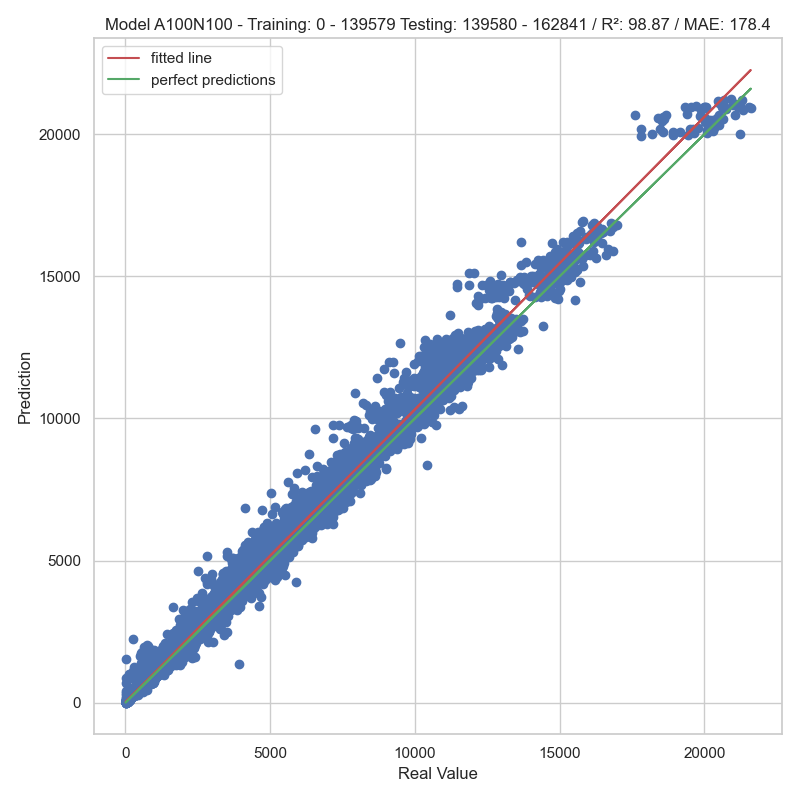 Model A100N100 - Training: 0 - 139579 Testing: 139580 - 162841 / R²: 98.87 / MAE: 178.4
fitted line
perfect predictions
20000
15000
10000
5000
0
Prediction
0 5000 10000 15000 20000
Real Value